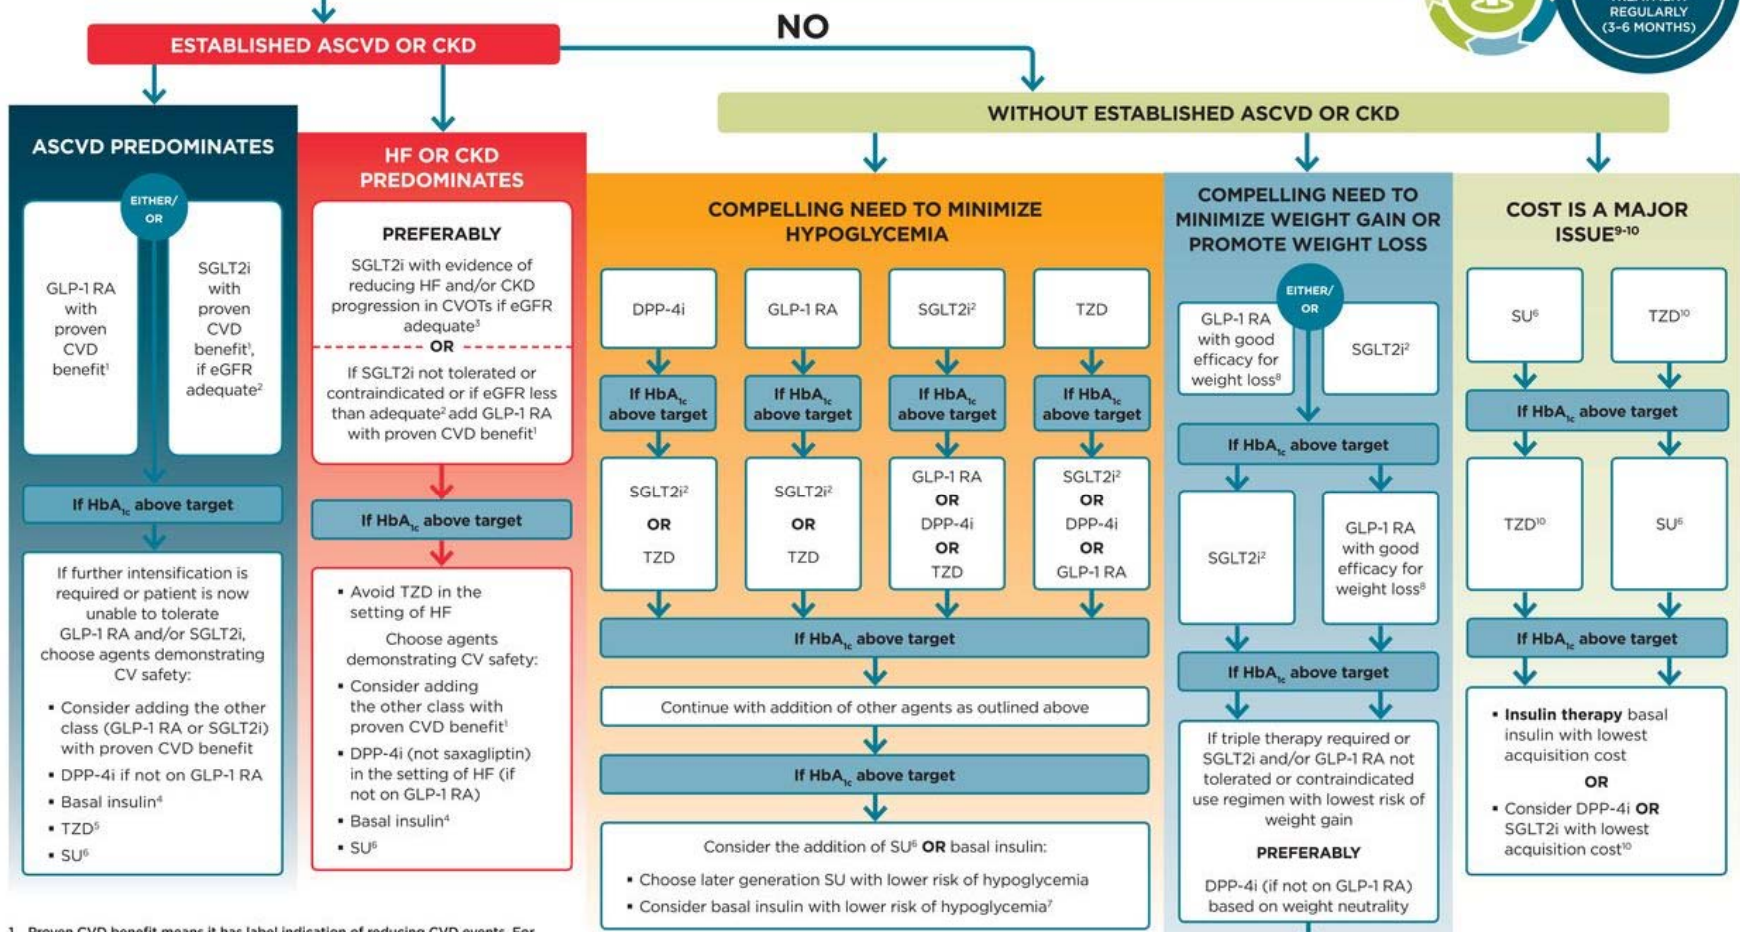 TREATMENT
REGULARLY
(3-6 MONTHS)
NO
ESTABLISHED ASCVD OR CKD
WITHOUT ESTABLISHED ASCVD OR CKD
ASCVD PREDOMINATES
EITHER/
OR
GLP-1 RA
with
proven
CVD
benefit¹
SGLT2i
with
proven
CVD
benefit¹,
if eGFR
adequate²
If HbA₁c above target
If further intensification is
required or patient is now
unable to tolerate
GLP-1 RA and/or SGLT2i,
choose agents demonstrating
CV safety:
▪ Consider adding the other
class (GLP-1 RA or SGLT2i)
with proven CVD benefit
▪ DPP-4i if not on GLP-1 RA
▪ Basal insulin⁴
▪ TZD⁵
▪ SU⁶
HF OR CKD
PREDOMINATES
PREFERABLY
SGLT2i with evidence of
reducing HF and/or CKD
progression in CVOTs if eGFR
adequate³
OR
If SGLT2i not tolerated or
contraindicated or if eGFR less
than adequate² add GLP-1 RA
with proven CVD benefit¹
If HbA₁c above target
▪ Avoid TZD in the
setting of HF
Choose agents
demonstrating CV safety:
▪ Consider adding
the other class with
proven CVD benefit¹
▪ DPP-4i (not saxagliptin)
in the setting of HF (if
not on GLP-1 RA)
▪ Basal insulin⁴
▪ SU⁶
COMPELLING NEED TO MINIMIZE
HYPOGLYCEMIA
DPP-4i
GLP-1 RA
SGLT2i²
TZD
If HbA₁c
above target
If HbA₁c
above target
If HbA₁c
above target
If HbA₁c
above target
SGLT2i²
OR
TZD
SGLT2i²
OR
TZD
GLP-1 RA
OR
DPP-4i
OR
TZD
SGLT2i²
OR
DPP-4i
OR
GLP-1 RA
If HbA₁c above target
Continue with addition of other agents as outlined above
If HbA₁c above target
Consider the addition of SU⁶ OR basal insulin:
▪ Choose later generation SU with lower risk of hypoglycemia
▪ Consider basal insulin with lower risk of hypoglycemia⁷
COMPELLING NEED TO
MINIMIZE WEIGHT GAIN OR
PROMOTE WEIGHT LOSS
EITHER/
OR
GLP-1 RA
with good
efficacy for
weight loss⁸
SGLT2i²
If HbA₁c above target
SGLT2i²
GLP-1 RA
with good
efficacy for
weight loss⁸
If HbA₁c above target
If triple therapy required or
SGLT2i and/or GLP-1 RA not
tolerated or contraindicated
use regimen with lowest risk of
weight gain
PREFERABLY
DPP-4i (if not on GLP-1 RA)
based on weight neutrality
COST IS A MAJOR
ISSUE⁹⁻¹⁰
SU⁶
TZD¹⁰
If HbA₁c above target
TZD¹⁰
SU⁶
If HbA₁c above target
▪ Insulin therapy basal
insulin with lowest
acquisition cost
OR
▪ Consider DPP-4i OR
SGLT2i with lowest
acquisition cost¹⁰
1. Proven CVD benefit means it has label indication of reducing CVD events. For